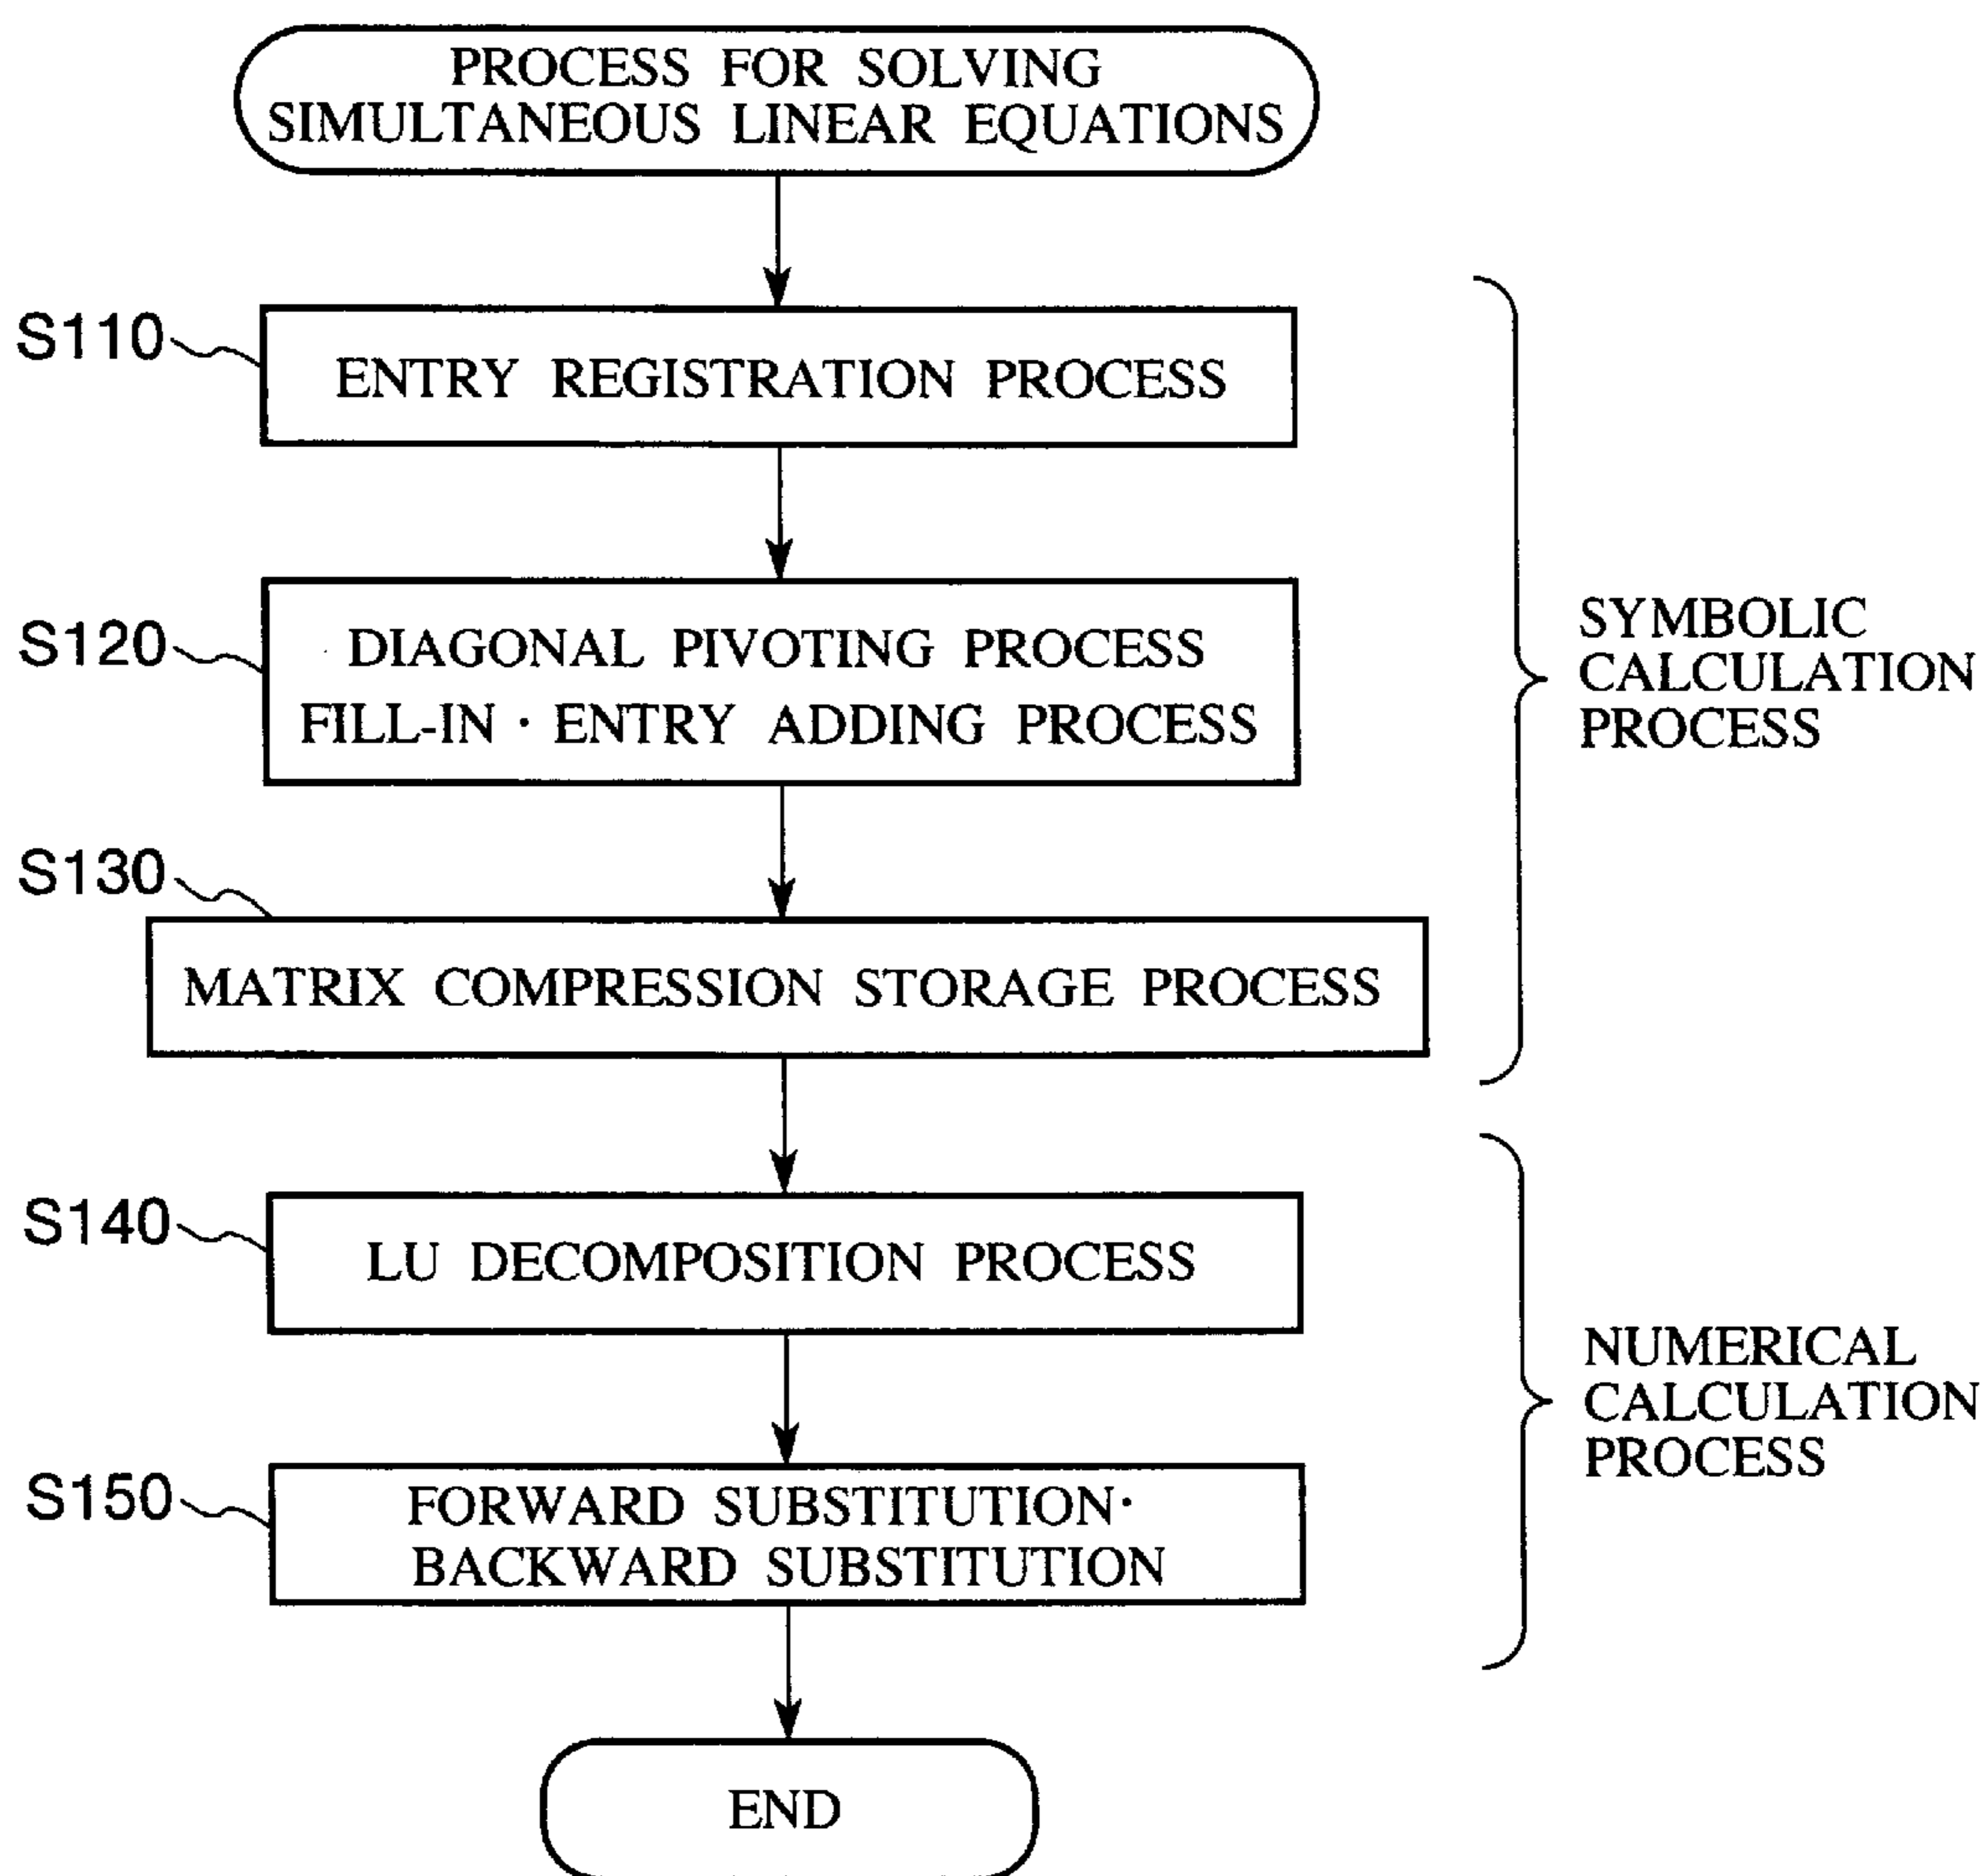 PROCESS FOR SOLVING
SIMULTANEOUS LINEAR EQUATIONS
S110
ENTRY REGISTRATION PROCESS
S120
DIAGONAL PIVOTING PROCESS
FILL-IN · ENTRY ADDING PROCESS
SYMBOLIC
CALCULATION
PROCESS
S130
MATRIX COMPRESSION STORAGE PROCESS
S140
LU DECOMPOSITION PROCESS
NUMERICAL
CALCULATION
PROCESS
S150
FORWARD SUBSTITUTION·
BACKWARD SUBSTITUTION
END